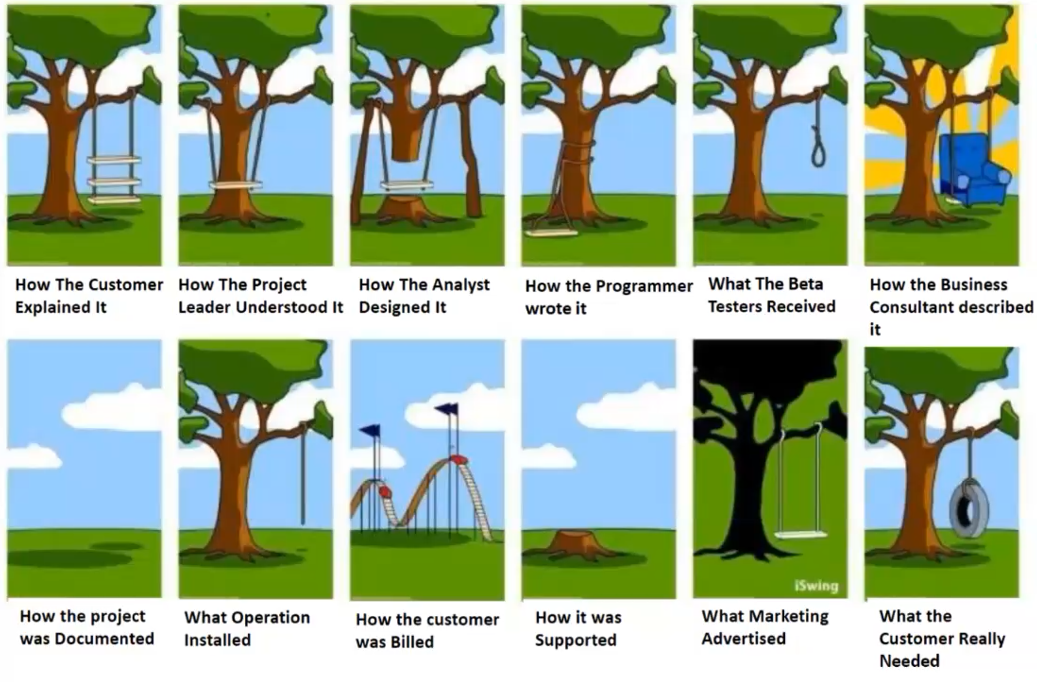 How The Customer
Explained It
How The Project
Leader Understood It
How The Analyst
Designed It
How the Programmer
wrote it
What The Beta
Testers Received
How the Business
Consultant described
it
iSwing
How the project
was Documented
What Operation
Installed
How the customer
was Billed
How it was
Supported
What Marketing
Advertised
What the
Customer Really
Needed